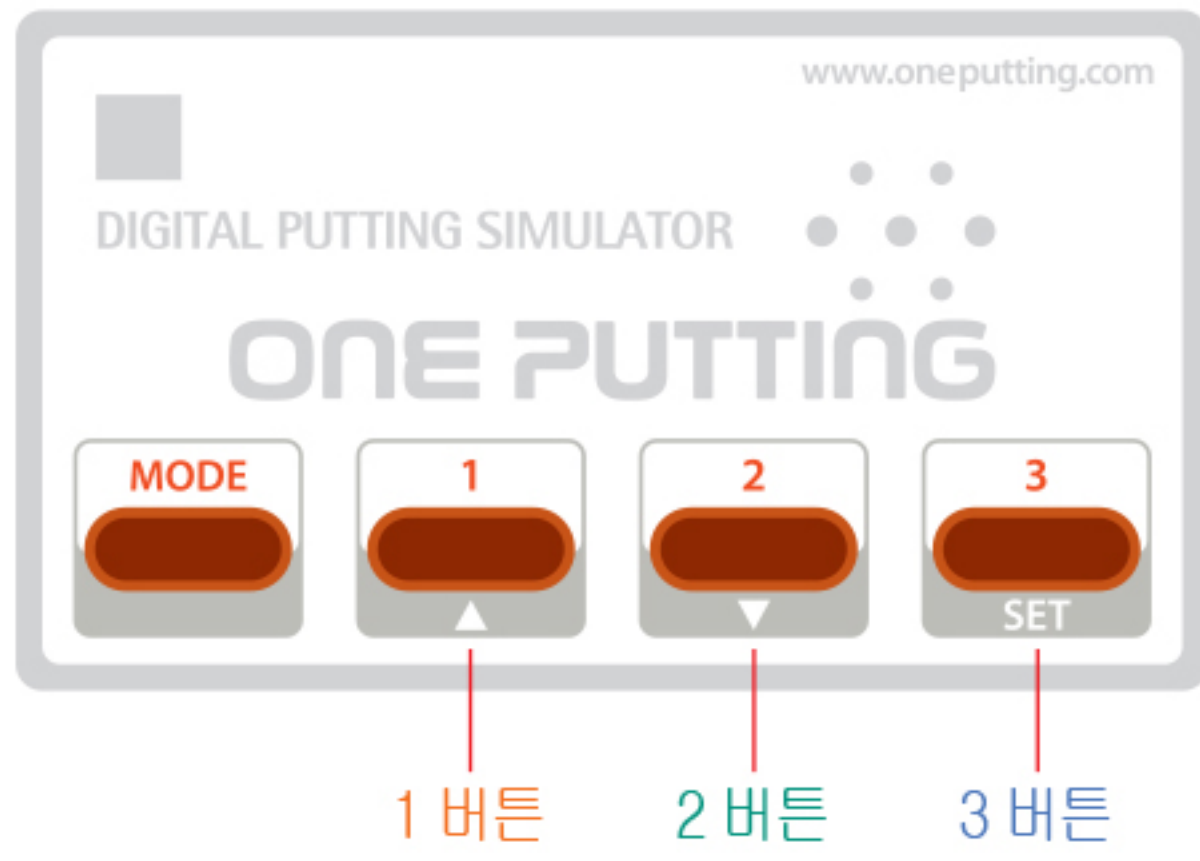 www.oneputting.com
DIGITAL PUTTING SIMULATOR
ONE PUTTING
MODE 1 2 3
▲ ▼ SET
1 버튼 2 버튼 3 버튼